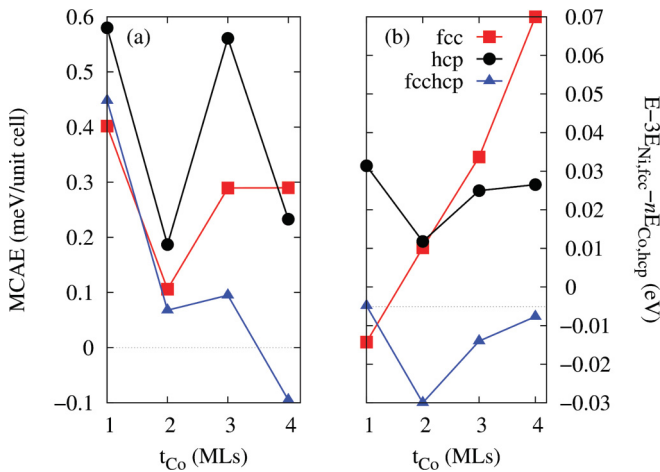 (a)
MCAE (meV/unit cell)
0.6
0.5
0.4
0.3
0.2
0.1
0
−0.1
1 2 3 4
t_Co (MLs)
(b)
fcc
hcp
fcchcp
0.07
0.06
0.05
0.04
0.03
0.02
0.01
0
−0.01
−0.02
−0.03
1 2 3 4
t_Co (MLs)
E−3E_Ni,fcc−nE_Co,hcp (eV)